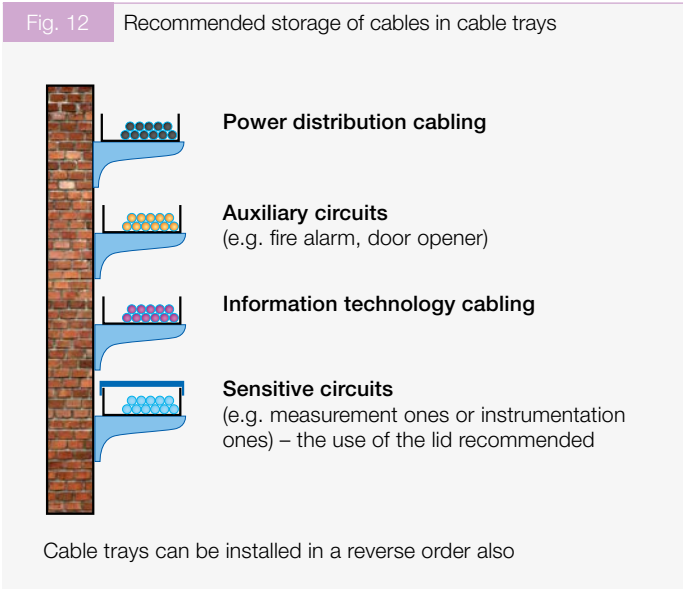 Fig. 12 Recommended storage of cables in cable trays
Power distribution cabling
Auxiliary circuits
(e.g. fire alarm, door opener)
Information technology cabling
Sensitive circuits
(e.g. measurement ones or instrumentation
ones) – the use of the lid recommended
Cable trays can be installed in a reverse order also